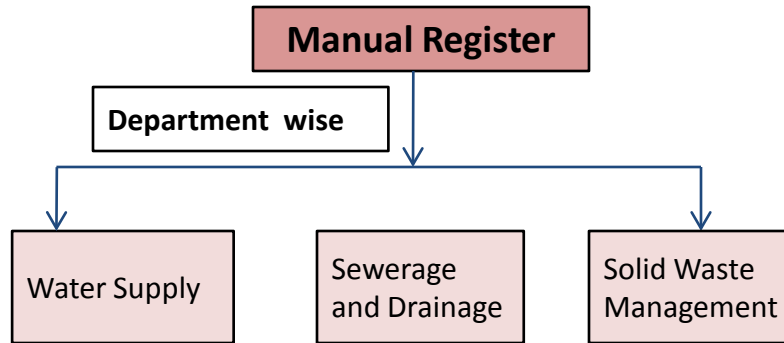 Manual Register
Department wise
Water Supply
Sewerage
and Drainage
Solid Waste
Management